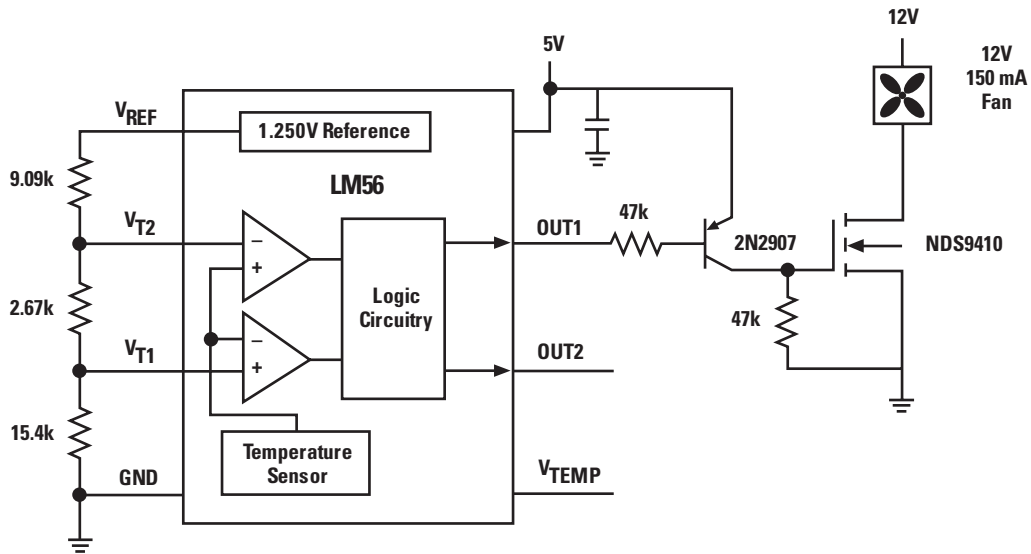 12V
12V
150 mA
Fan
5V
VREF
1.250V Reference
LM56
9.09k
VT2
OUT1
47k
2N2907
NDS9410
−
+
Logic
Circuitry
2.67k
47k
VT1
−
+
OUT2
15.4k
Temperature
Sensor
GND
VTEMP